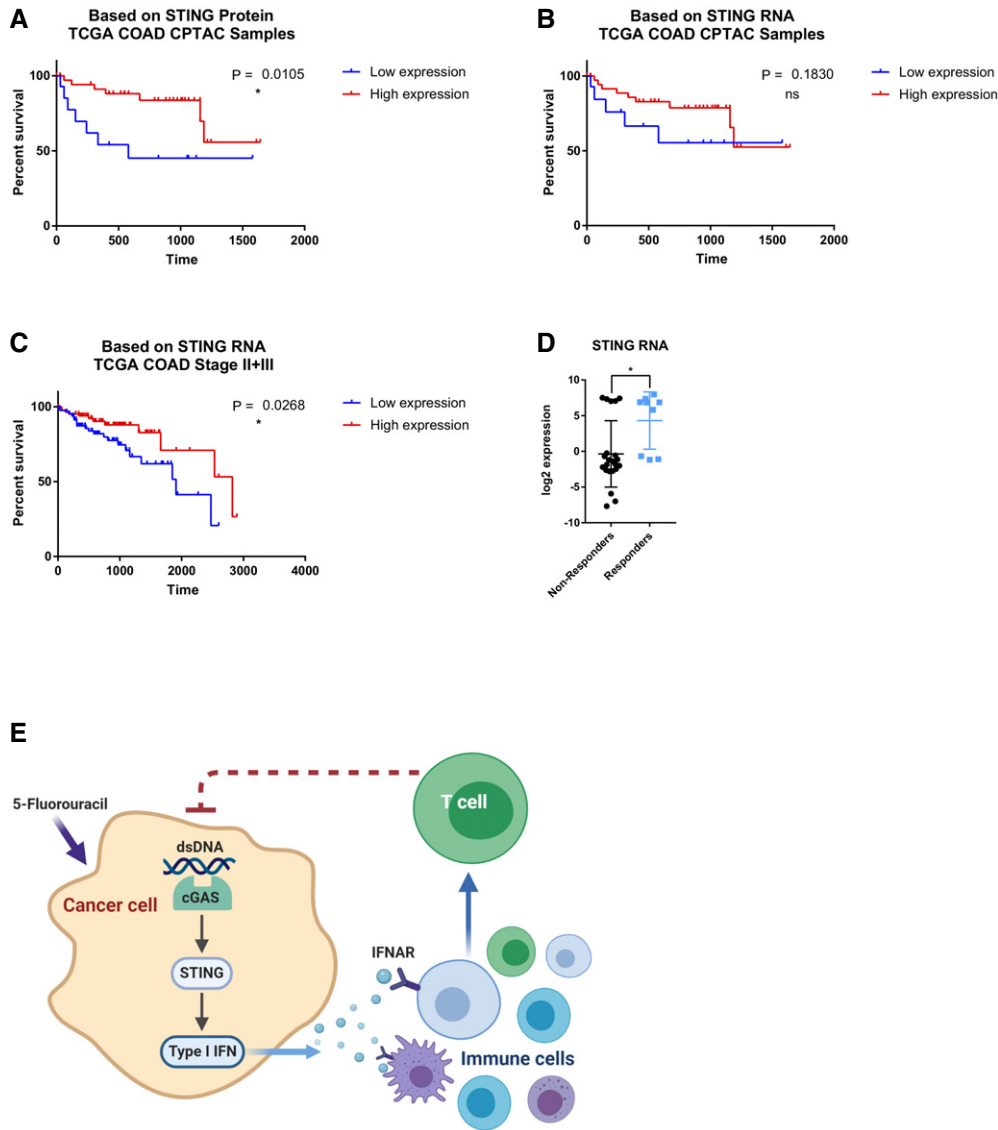 A
Based on STING Protein
TCGA COAD CPTAC Samples
P = 0.0105
*
Low expression
High expression
Percent survival
100
50
0
0 500 1000 1500 2000
Time
B
Based on STING RNA
TCGA COAD CPTAC Samples
P = 0.1830
ns
Low expression
High expression
Percent survival
100
50
0
0 500 1000 1500 2000
Time
C
Based on STING RNA
TCGA COAD Stage II+III
P = 0.0268
*
Low expression
High expression
Percent survival
100
50
0
0 1000 2000 3000 4000
Time
D
STING RNA
*
log2 expression
10
5
0
-5
-10
Non-Responders
Responders
E
5-Fluorouracil
T cell
dsDNA
cGAS
Cancer cell
STING
Type I IFN
IFNAR
Immune cells